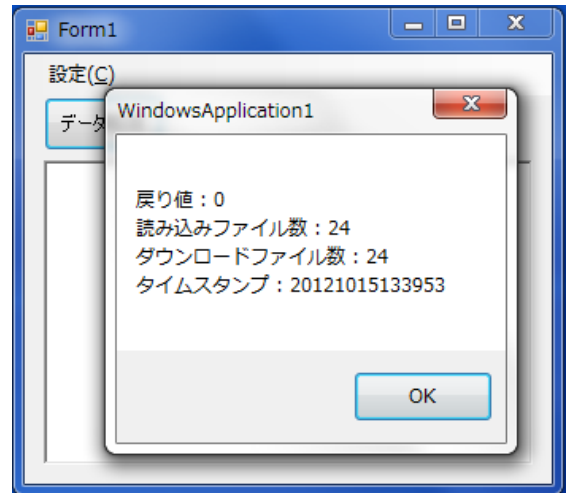 Form1
設定(C)
データ
WindowsApplication1
戻り値：0
読み込みファイル数：24
ダウンロードファイル数：24
タイムスタンプ：20121015133953
OK